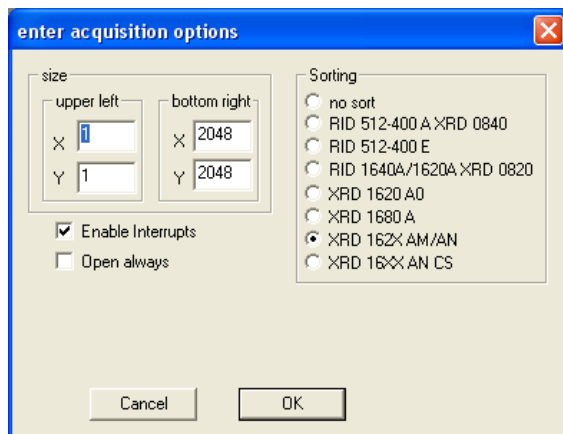 enter acquisition options
size
upper left
X 1
Y 1
bottom right
X 2048
Y 2048
Enable Interrupts
Open always
Sorting
no sort
RID 512-400 A XRD 0840
RID 512-400 E
RID 1640A/1620A XRD 0820
XRD 1620 A0
XRD 1680 A
XRD 162X AM/AN
XRD 16XX AN CS
Cancel
OK